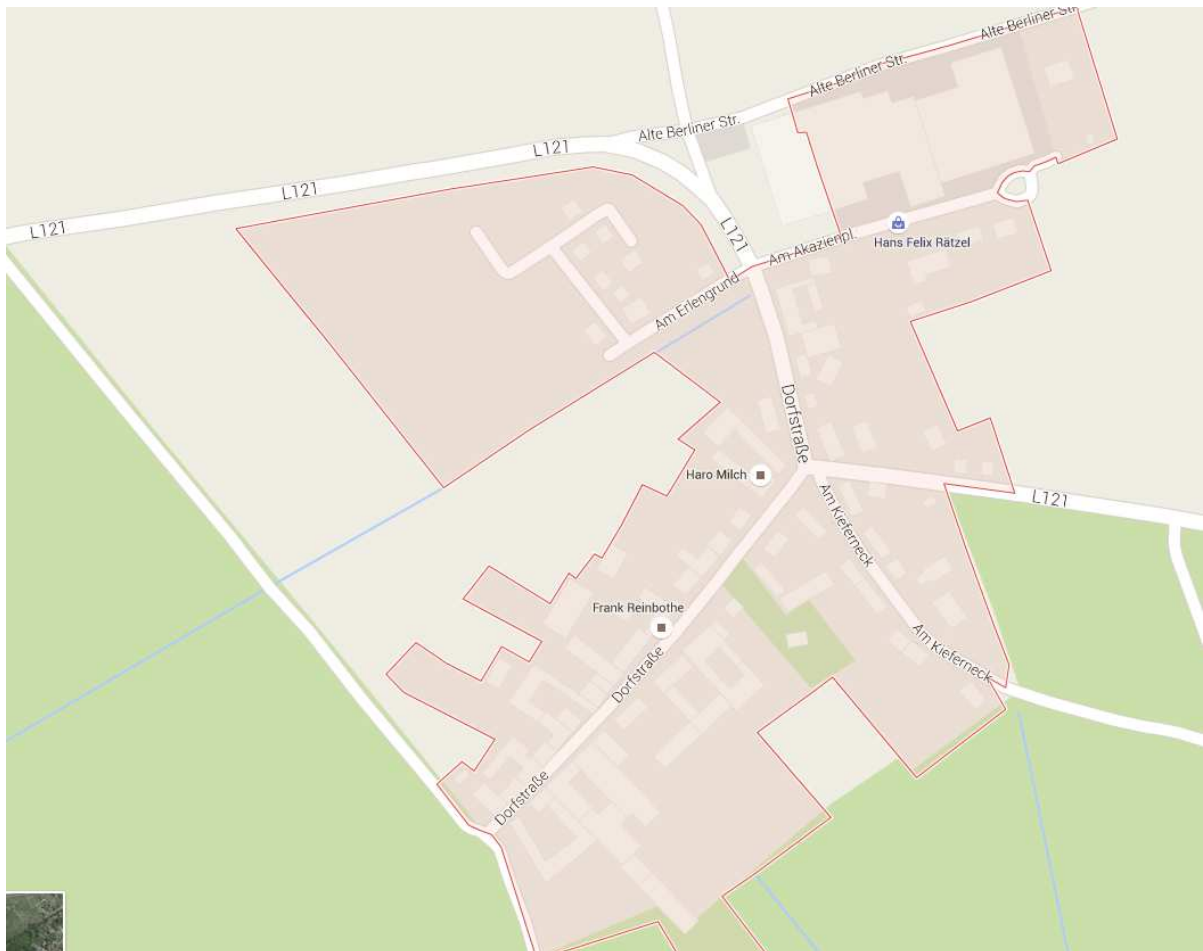 Alte Berliner Str.
Alte Berliner Str.
Alte Berliner Str.
L121
L121
L121
L121
Am Akazienpl.
Hans Felix Rätzel
Am Erlengrund
Dorfstraße
Haro Milch
Am Kieferneck
L121
Frank Reinbothe
Dorfstraße
Am Kieferneck
Dorfstraße